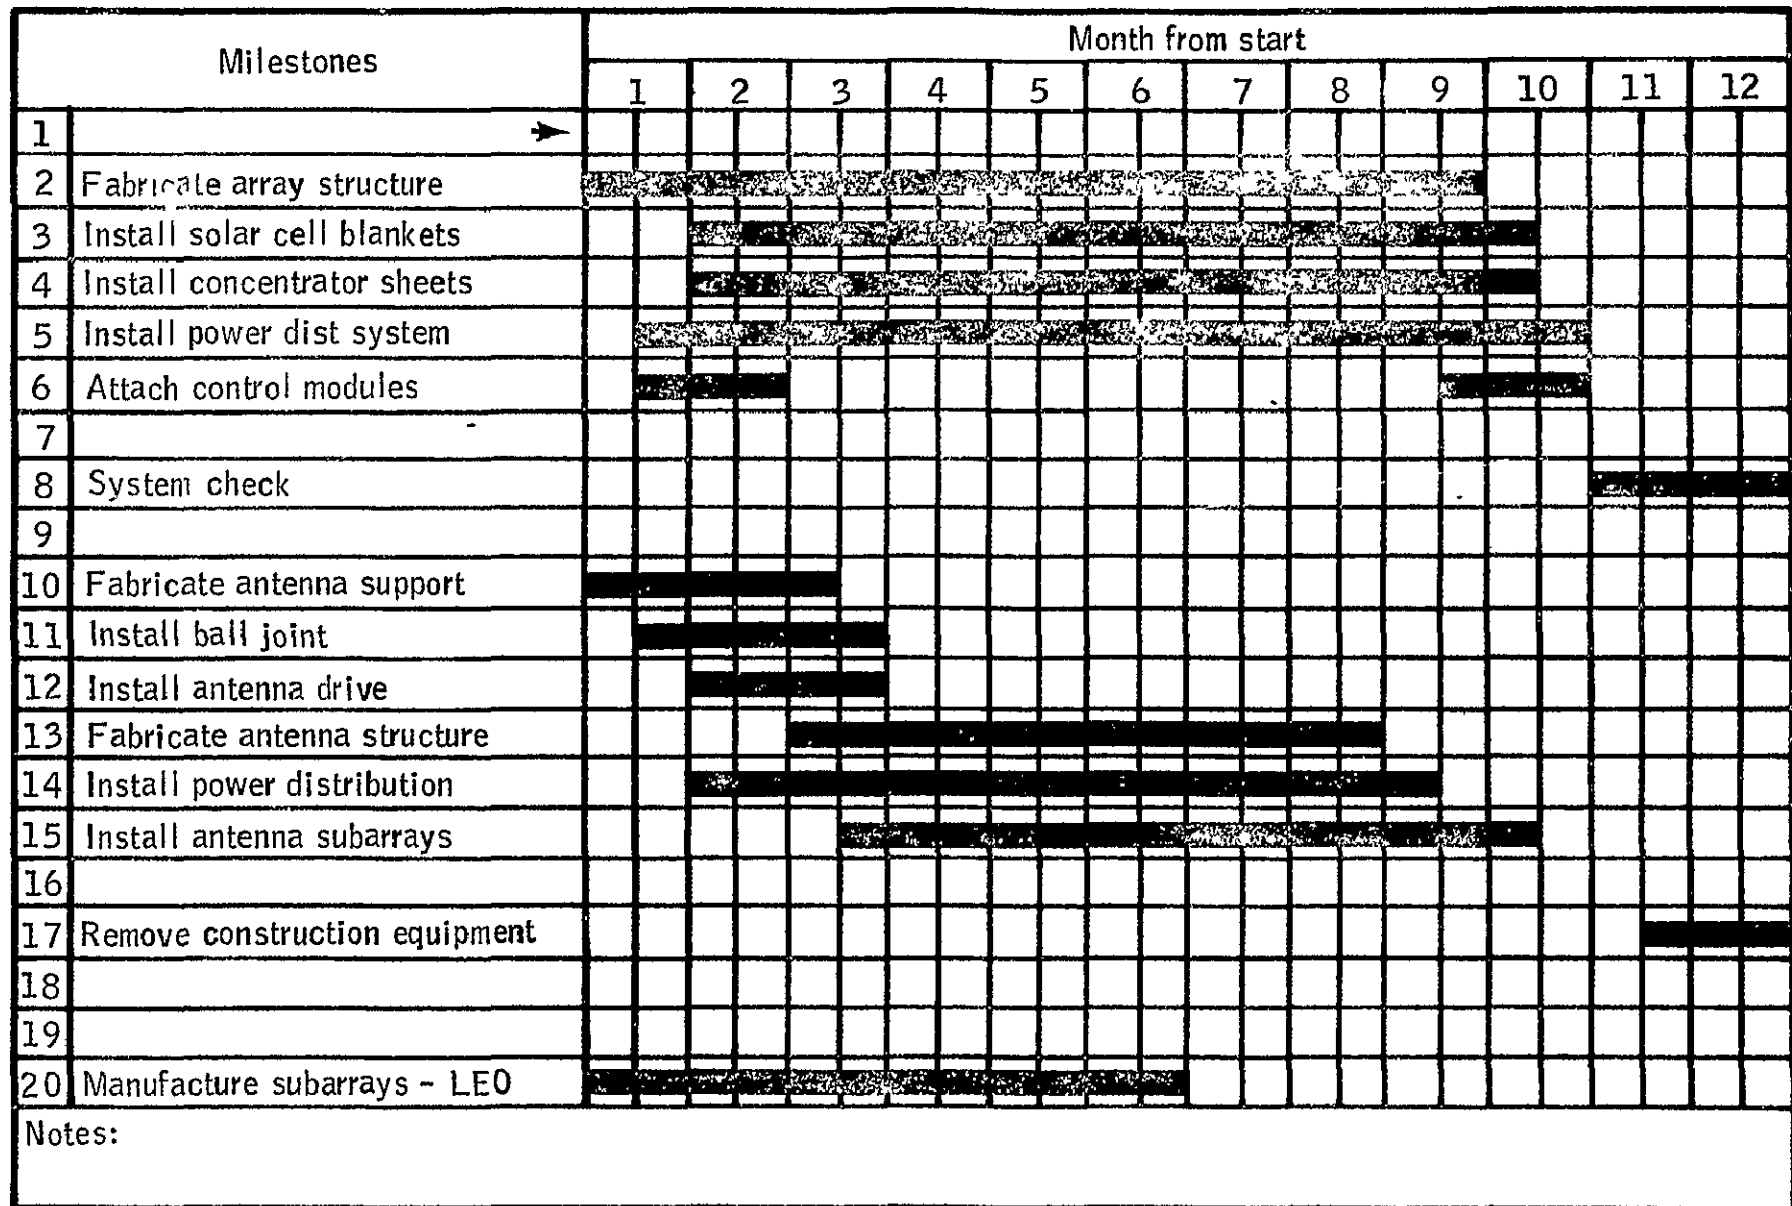 Milestones
Month from start
1 2 3 4 5 6 7 8 9 10 11 12
1
2 Fabricate array structure
3 Install solar cell blankets
4 Install concentrator sheets
5 Install power dist system
6 Attach control modules
7
8 System check
9
10 Fabricate antenna support
11 Install ball joint
12 Install antenna drive
13 Fabricate antenna structure
14 Install power distribution
15 Install antenna subarrays
16
17 Remove construction equipment
18
19
20 Manufacture subarrays - LEO
Notes: